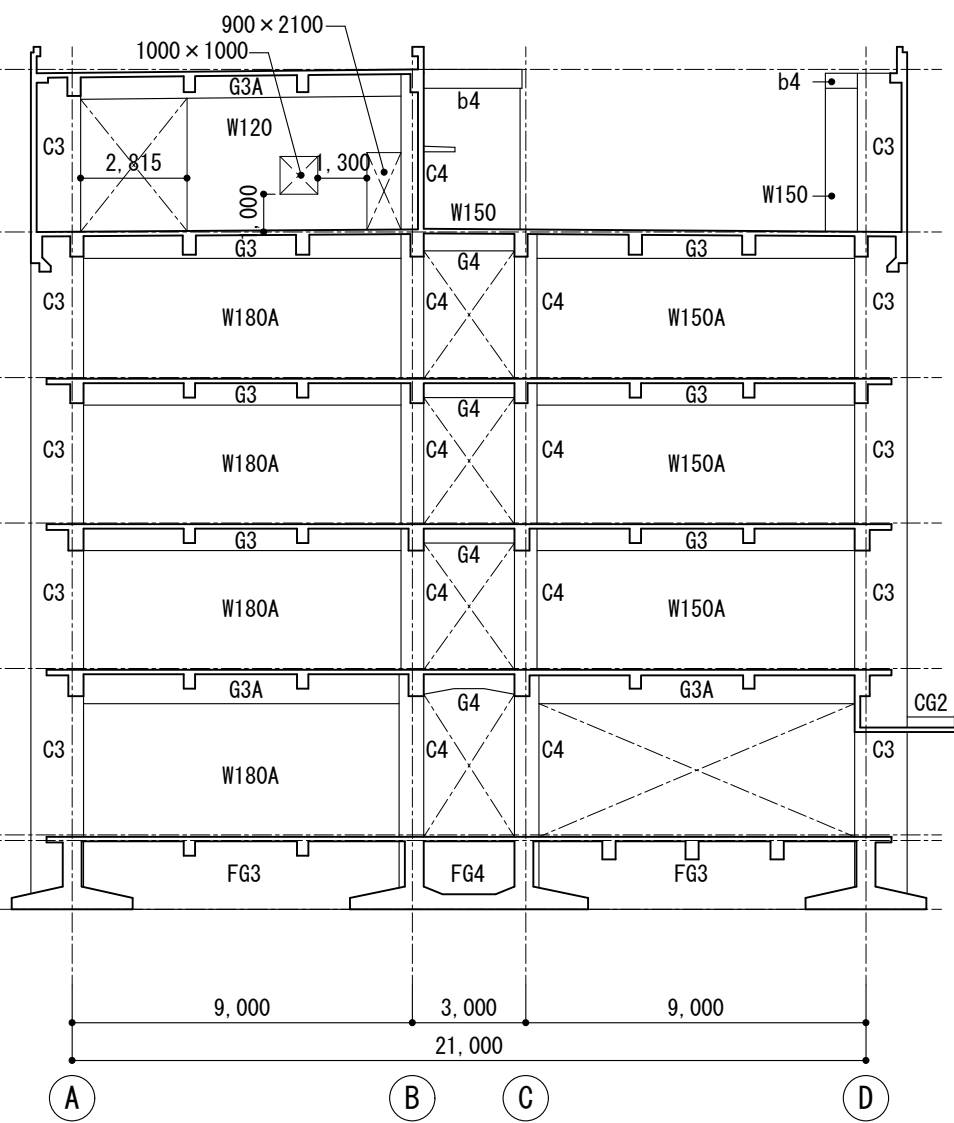 900×2100
1000×1000
G3A
b4
b4
W120
C3
2,815
1,300
C4
C3
,000
W150
W150
G3
G4
G3
C3
C4
C4
C3
W180A
W150A
G3
G4
G3
C3
C4
C4
C3
W180A
W150A
G3
G4
G3
C3
C4
C4
C3
W180A
W150A
G3A
G4
G3A
CG2
C3
C4
C4
C3
W180A
FG3
FG4
FG3
9,000
3,000
9,000
21,000
A
B
C
D